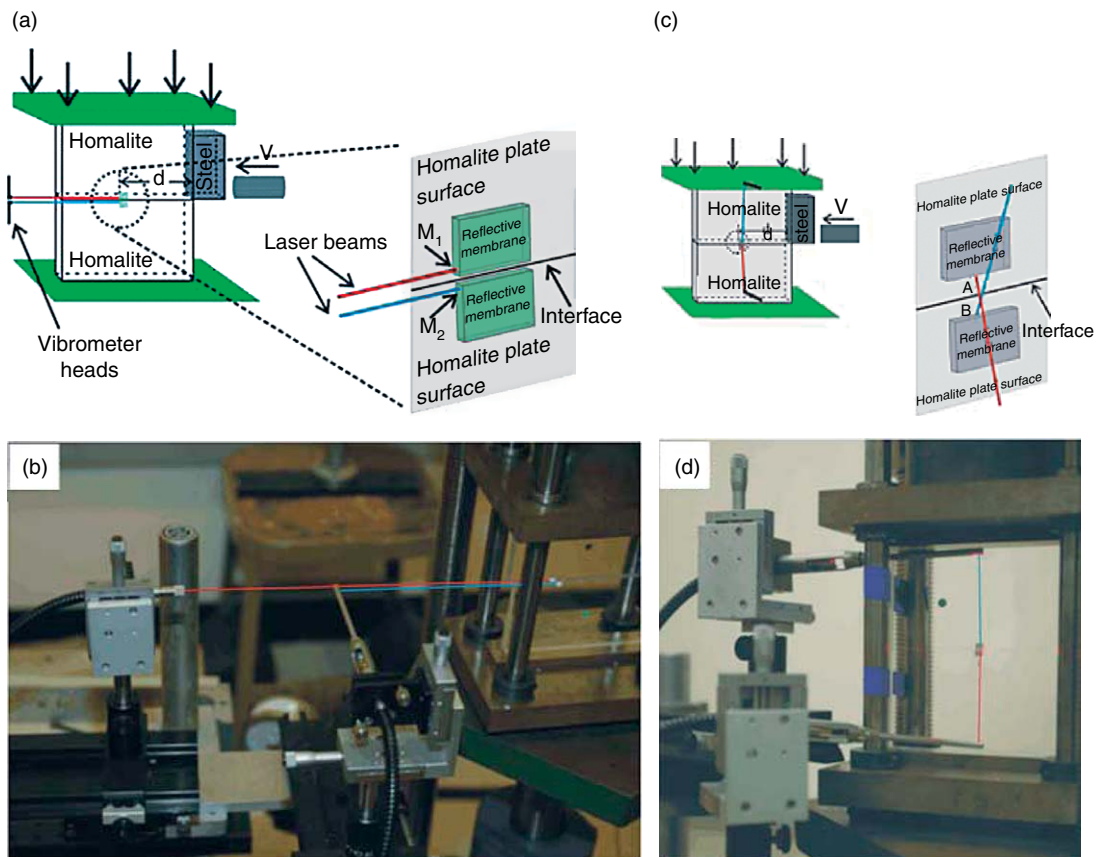 (a)
Homalite
Steel
V
d
Homalite
Vibrometer
heads
Laser beams
Homalite plate
surface
M1
Reflective
membrane
M2
Reflective
membrane
Interface
Homalite plate
surface
(c)
Homalite
steel
V
d
Homalite
Homalite plate surface
Reflective
membrane
A
B
Reflective
membrane
Interface
Homalite plate surface
(b)
(d)